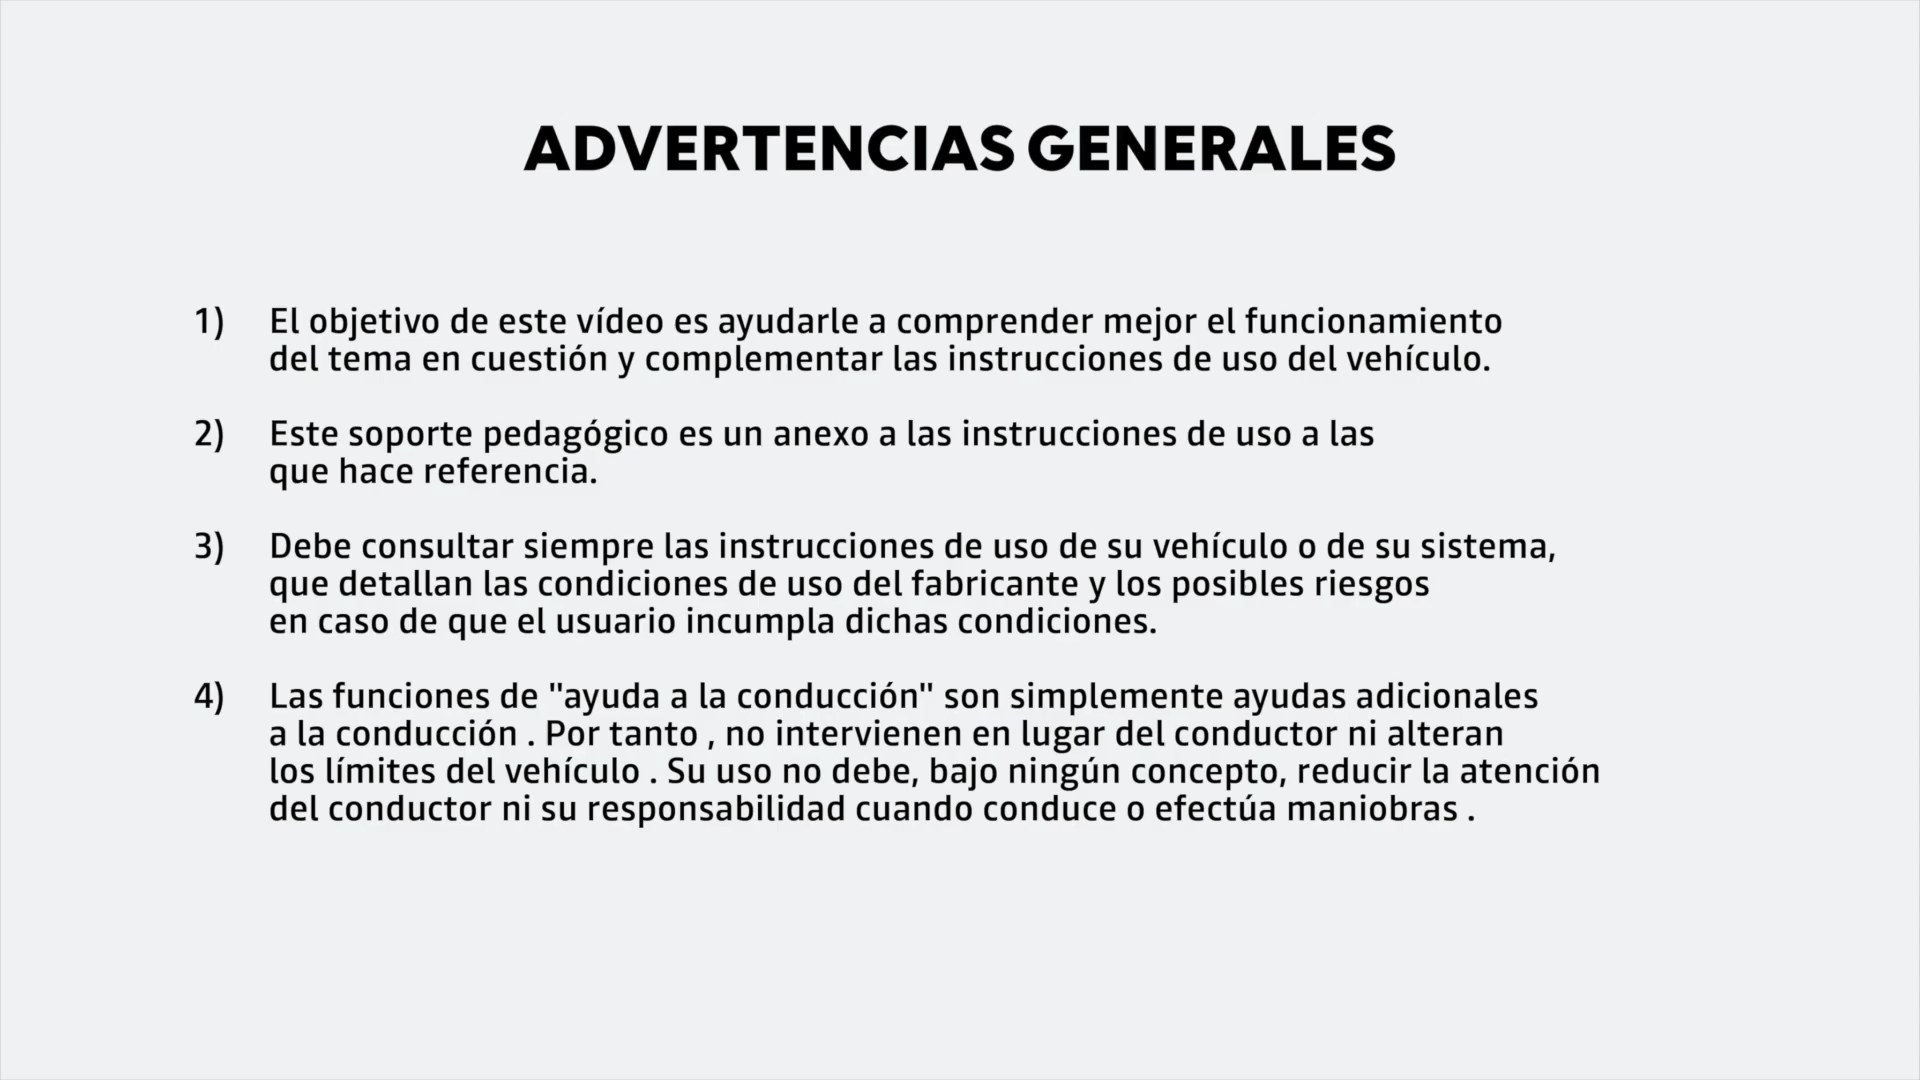 ADVERTENCIAS GENERALES
1) El objetivo de este vídeo es ayudarle a comprender mejor el funcionamiento
del tema en cuestión y complementar las instrucciones de uso del vehículo.
2) Este soporte pedagógico es un anexo a las instrucciones de uso a las
que hace referencia.
3) Debe consultar siempre las instrucciones de uso de su vehículo o de su sistema,
que detallan las condiciones de uso del fabricante y los posibles riesgos
en caso de que el usuario incumpla dichas condiciones.
4) Las funciones de "ayuda a la conducción" son simplemente ayudas adicionales
a la conducción . Por tanto , no intervienen en lugar del conductor ni alteran
los límites del vehículo . Su uso no debe, bajo ningún concepto, reducir la atención
del conductor ni su responsabilidad cuando conduce o efectúa maniobras .